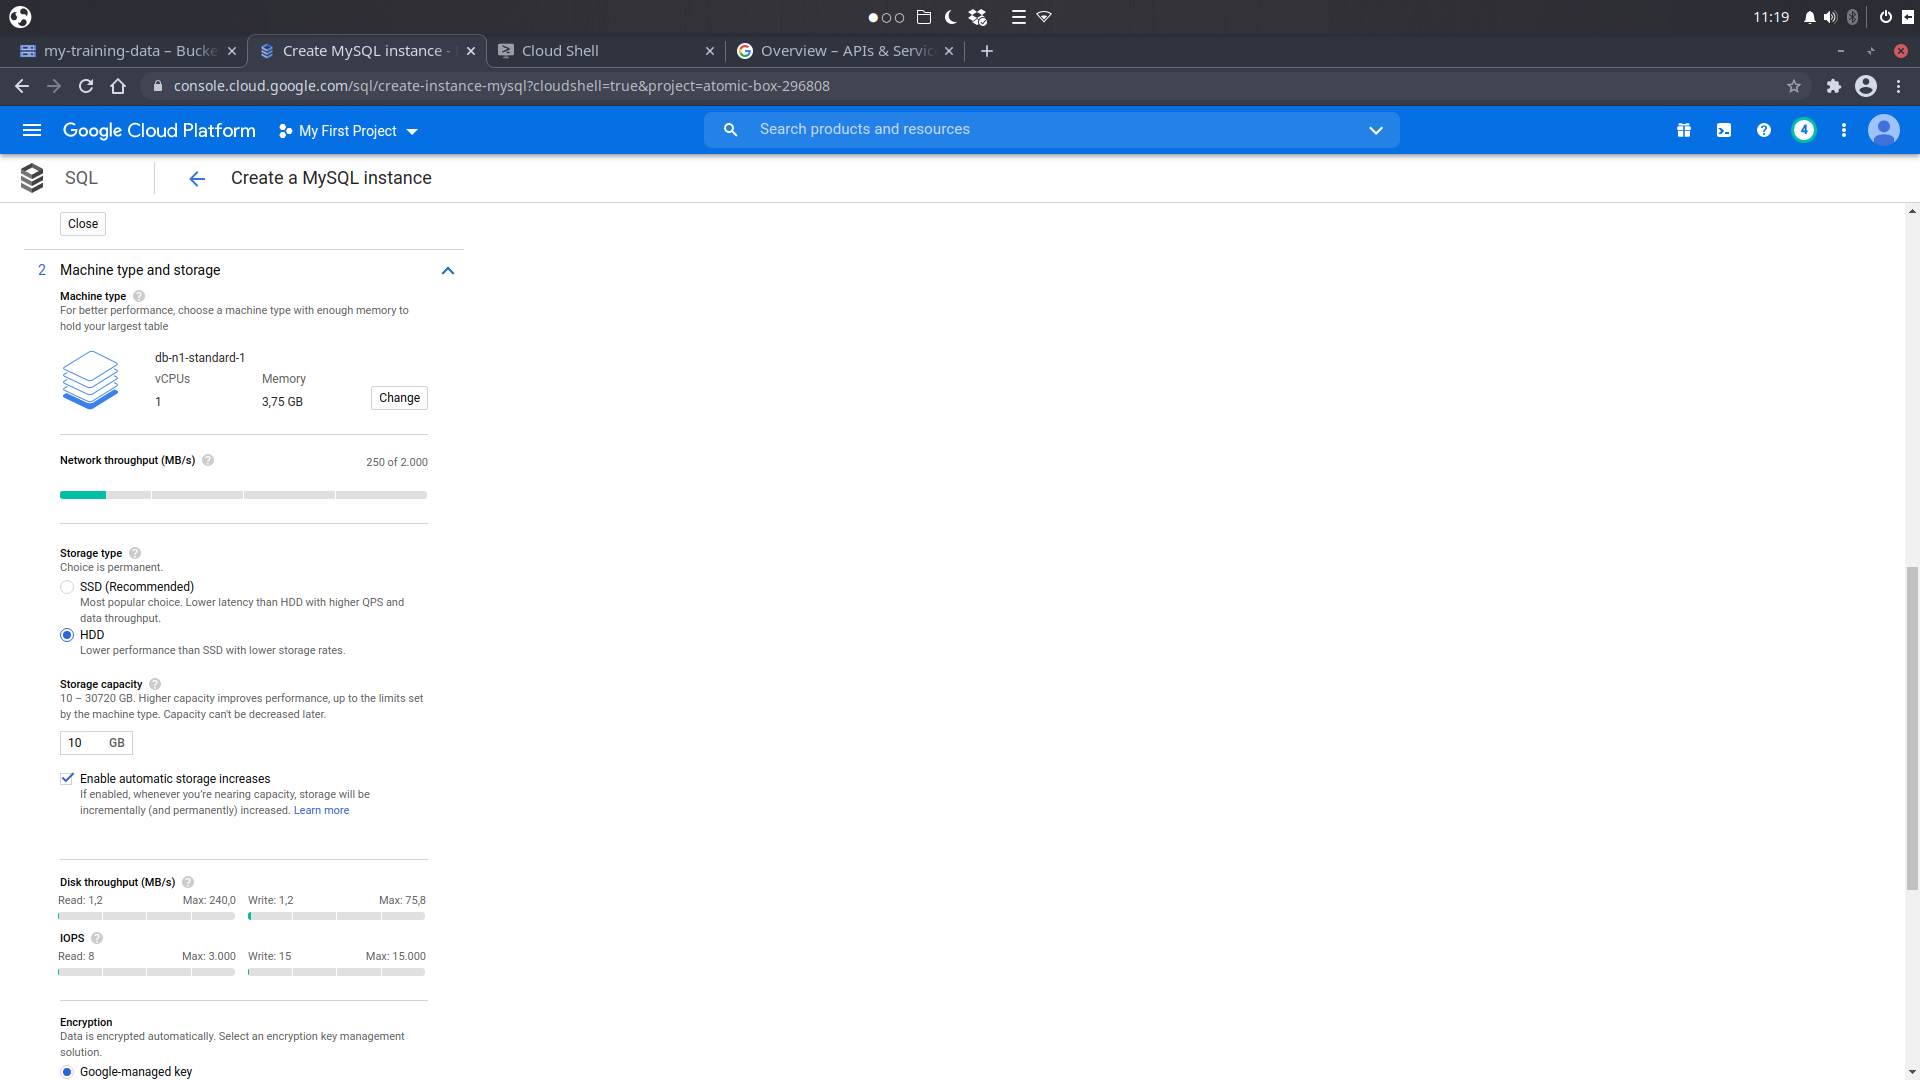 11:19
my-training-data – Bucke
Create MySQL instance -
Cloud Shell
Overview – APIs & Servic
console.cloud.google.com/sql/create-instance-mysql?cloudshell=true&project=atomic-box-296808
Google Cloud Platform
My First Project
Search products and resources
4
SQL
Create a MySQL instance
Close
2 Machine type and storage
Machine type
For better performance, choose a machine type with enough memory to
hold your largest table
db-n1-standard-1
vCPUs Memory
1 3,75 GB
Change
Network throughput (MB/s) 250 of 2.000
Storage type
Choice is permanent.
SSD (Recommended)
Most popular choice. Lower latency than HDD with higher QPS and
data throughput.
HDD
Lower performance than SSD with lower storage rates.
Storage capacity
10 – 30720 GB. Higher capacity improves performance, up to the limits set
by the machine type. Capacity can't be decreased later.
10 GB
Enable automatic storage increases
If enabled, whenever you're nearing capacity, storage will be
incrementally (and permanently) increased. Learn more
Disk throughput (MB/s)
Read: 1,2 Max: 240,0 Write: 1,2 Max: 75,8
IOPS
Read: 8 Max: 3.000 Write: 15 Max: 15.000
Encryption
Data is encrypted automatically. Select an encryption key management
solution.
Google-managed key